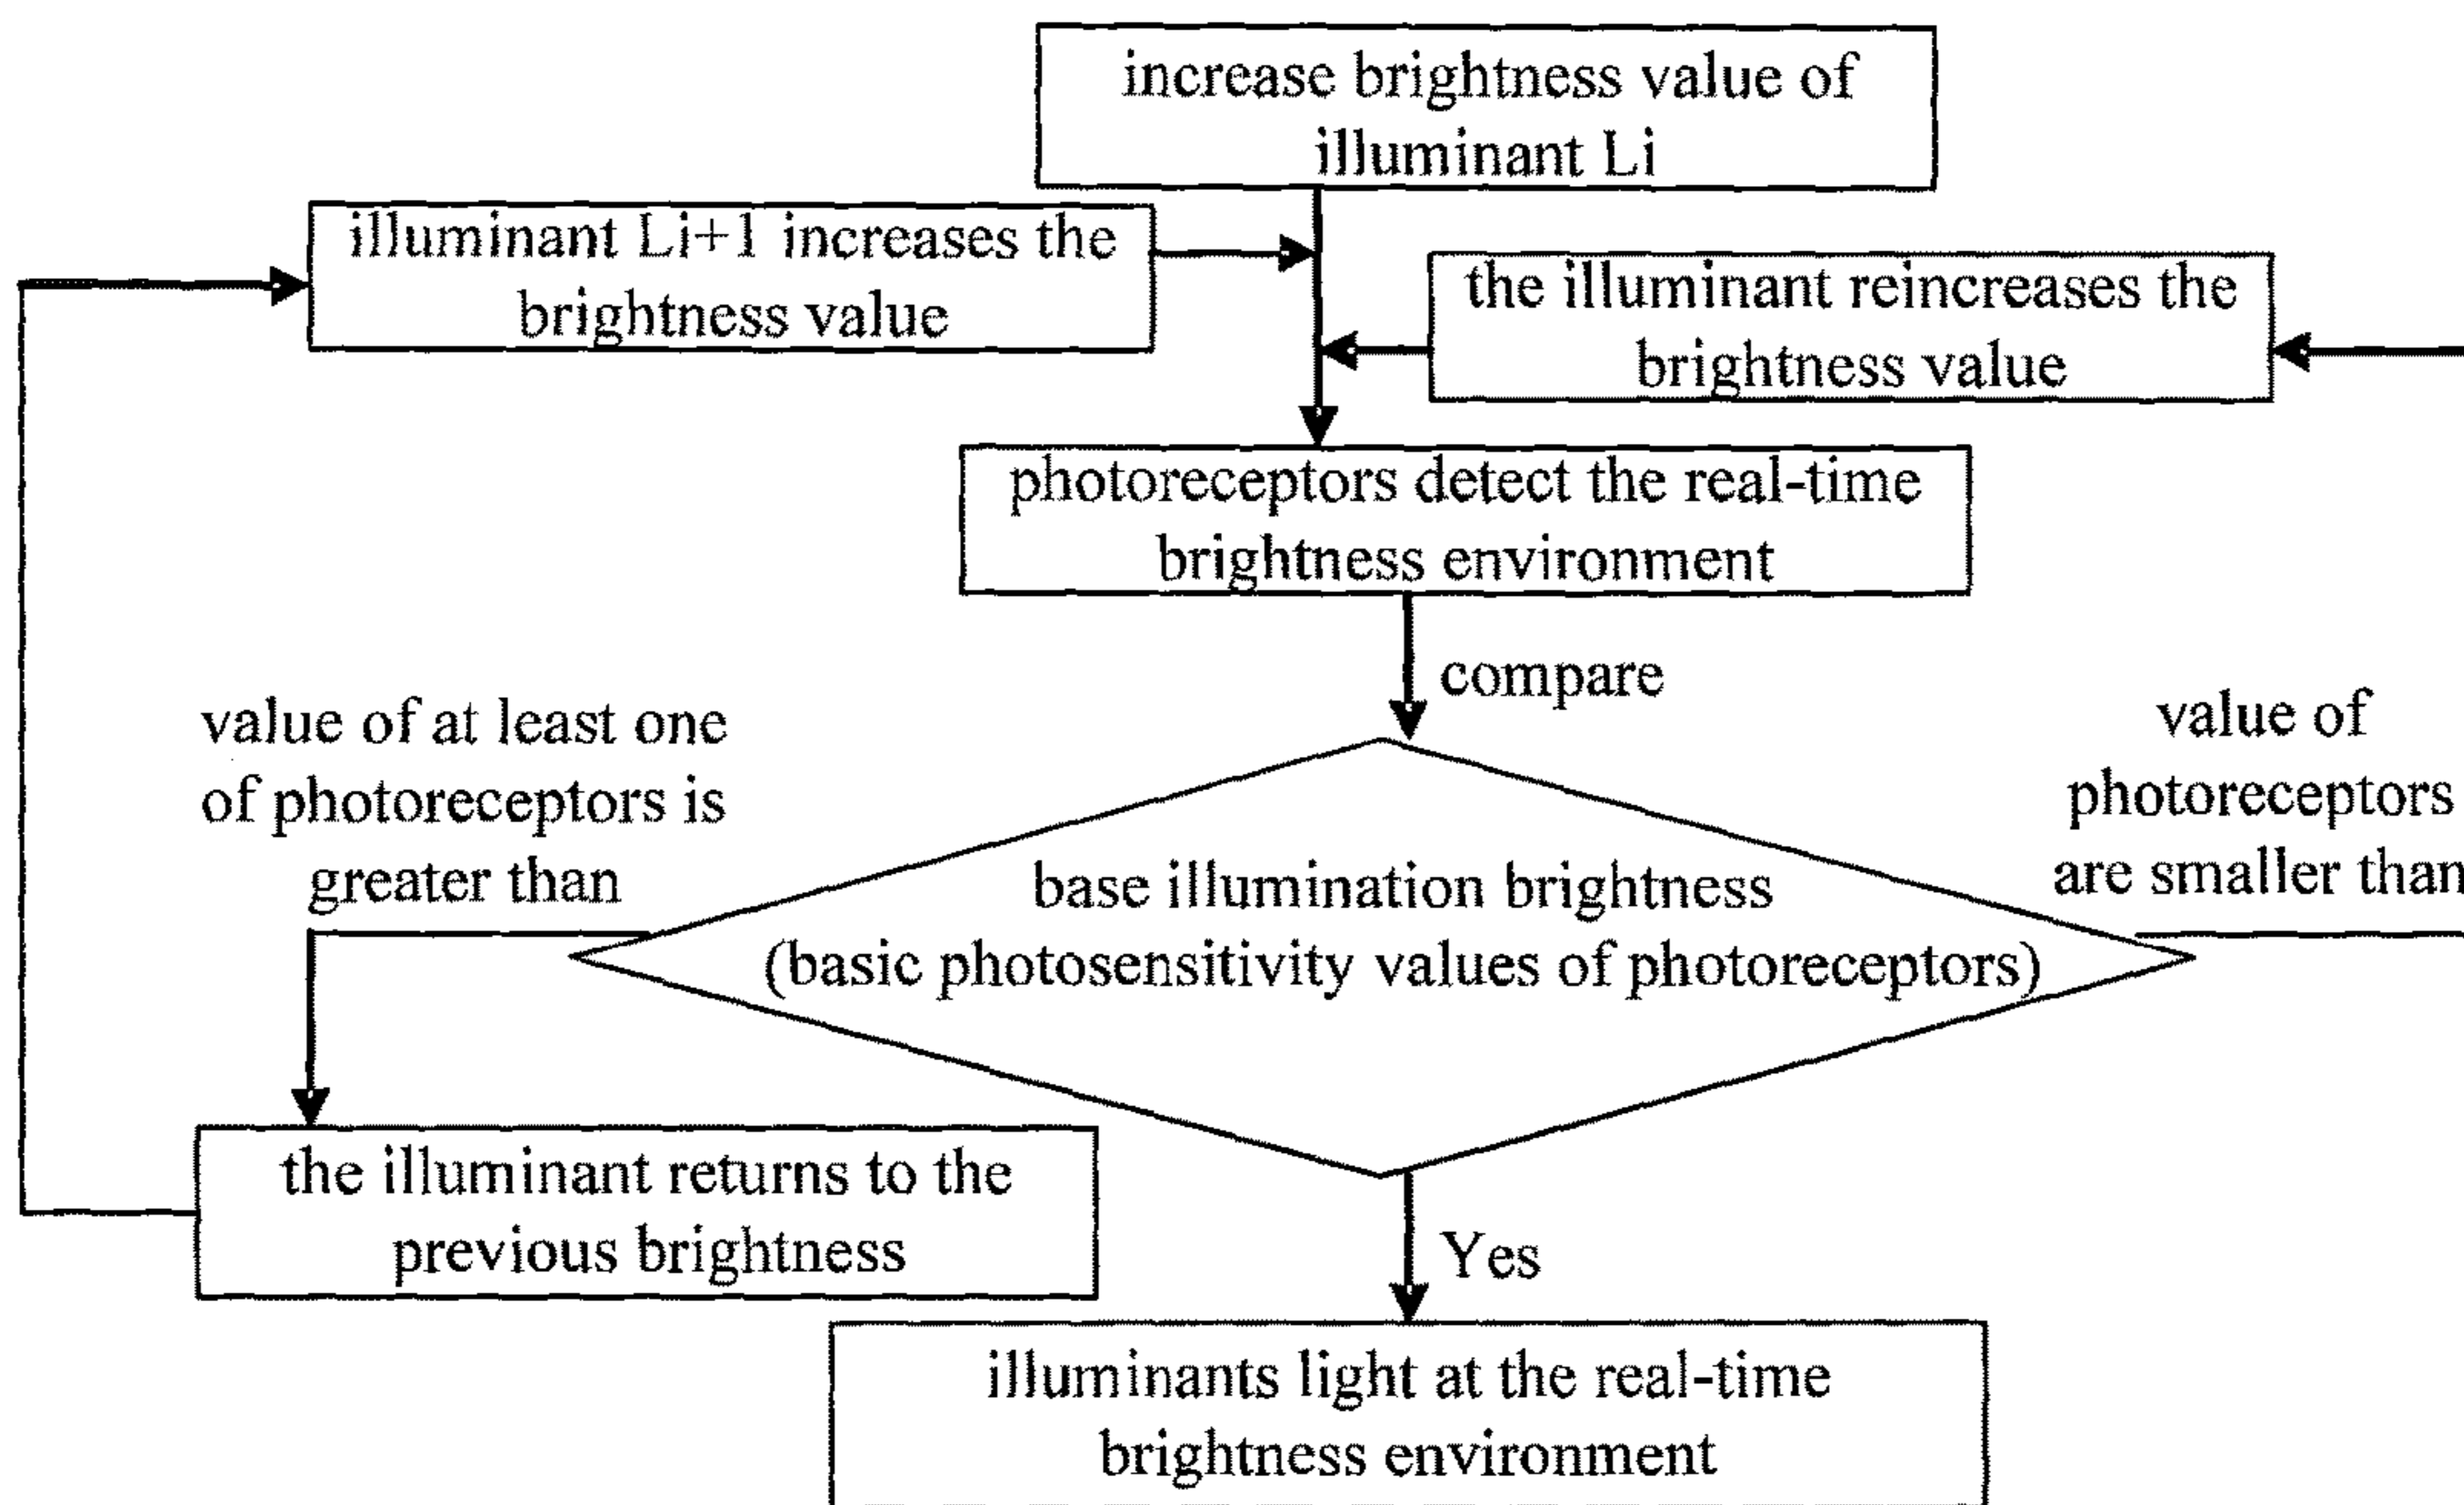 increase brightness value of
illuminant Li
illuminant Li+1 increases the
brightness value
the illuminant reincreases the
brightness value
photoreceptors detect the real-time
brightness environment
compare
value of at least one
of photoreceptors is
greater than
value of
photoreceptors
are smaller than
base illumination brightness
(basic photosensitivity values of photoreceptors)
the illuminant returns to the
previous brightness
Yes
illuminants light at the real-time
brightness environment